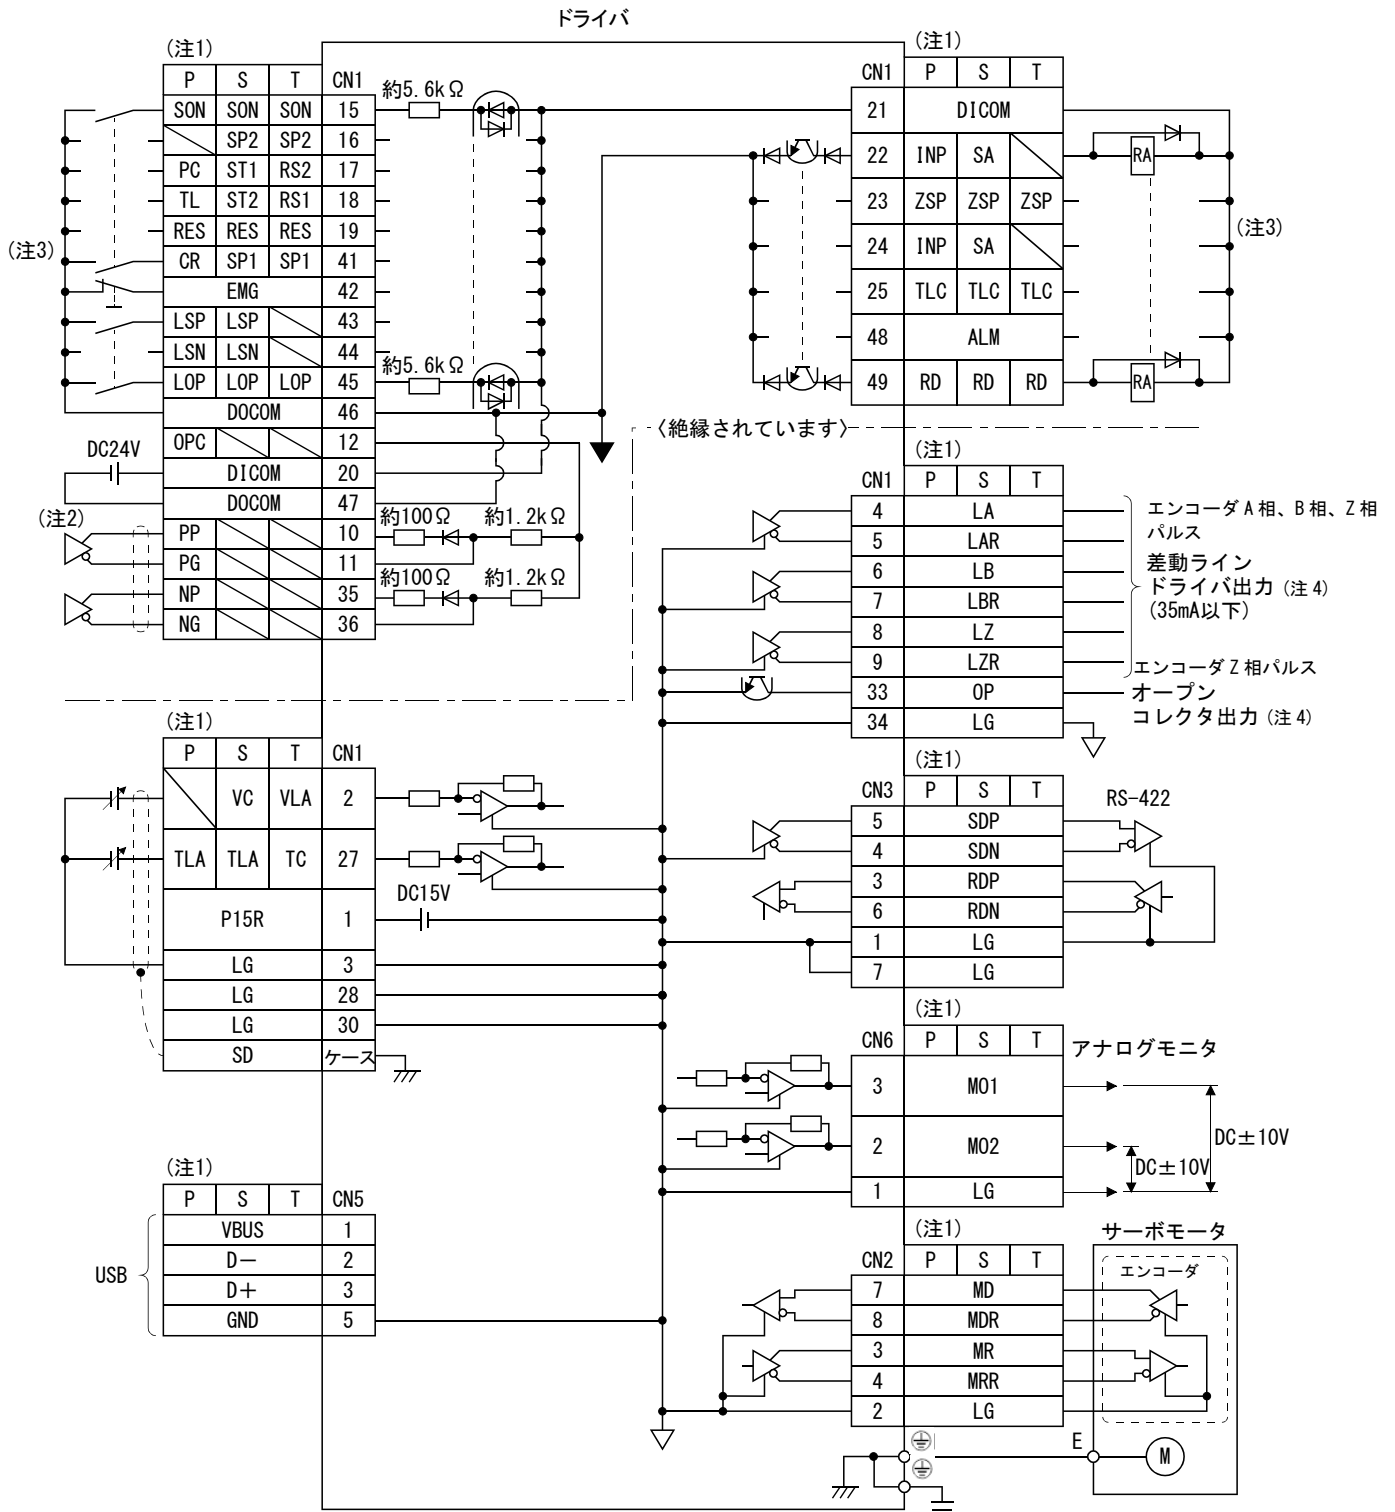 ドライバ
(注1)
P S T CN1
SON SON SON 15 約5.6kΩ
SP2 SP2 16
PC ST1 RS2 17
TL ST2 RS1 18
RES RES RES 19
CR SP1 SP1 41
(注3)
EMG 42
LSP LSP 43
LSN LSN 44
LOP LOP LOP 45 約5.6kΩ
DOCOM 46
OPC 12
DC24V
DICOM 20
DOCOM 47
(注2)
PP 10 約100Ω 約1.2kΩ
PG 11
NP 35 約100Ω 約1.2kΩ
NG 36
(注1)
CN1 P S T
21 DICOM
22 INP SA RA
23 ZSP ZSP ZSP
(注3)
24 INP SA
25 TLC TLC TLC
48 ALM
49 RD RD RD RA
〈絶縁されています〉
(注1)
CN1 P S T
4 LA
5 LAR
6 LB
7 LBR
8 LZ
9 LZR
33 OP
34 LG
エンコーダA相、B相、Z相
パルス
差動ライン
ドライバ出力(注4)
(35mA以下)
エンコーダZ相パルス
オープン
コレクタ出力(注4)
(注1)
P S T CN1
VC VLA 2
TLA TLA TC 27
P15R 1 DC15V
LG 3
LG 28
LG 30
SD ケース
(注1)
CN3 P S T
RS-422
5 SDP
4 SDN
3 RDP
6 RDN
1 LG
7 LG
(注1)
CN6 P S T
アナログモニタ
3 MO1
2 MO2
1 LG
DC±10V
DC±10V
(注1)
P S T CN5
USB
VBUS 1
D− 2
D+ 3
GND 5
(注1)
CN2 P S T
サーボモータ
エンコーダ
7 MD
8 MDR
3 MR
4 MRR
2 LG
E
M